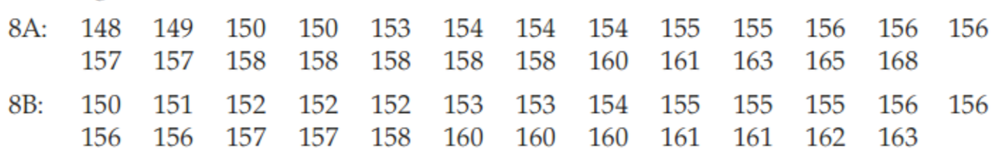 8A: 148 149 150 150 153 154 154 154 155 155 156 156 156
157 157 158 158 158 158 158 160 161 163 165 168
8B: 150 151 152 152 152 153 153 154 155 155 155 156 156
156 156 157 157 158 160 160 160 161 161 162 163